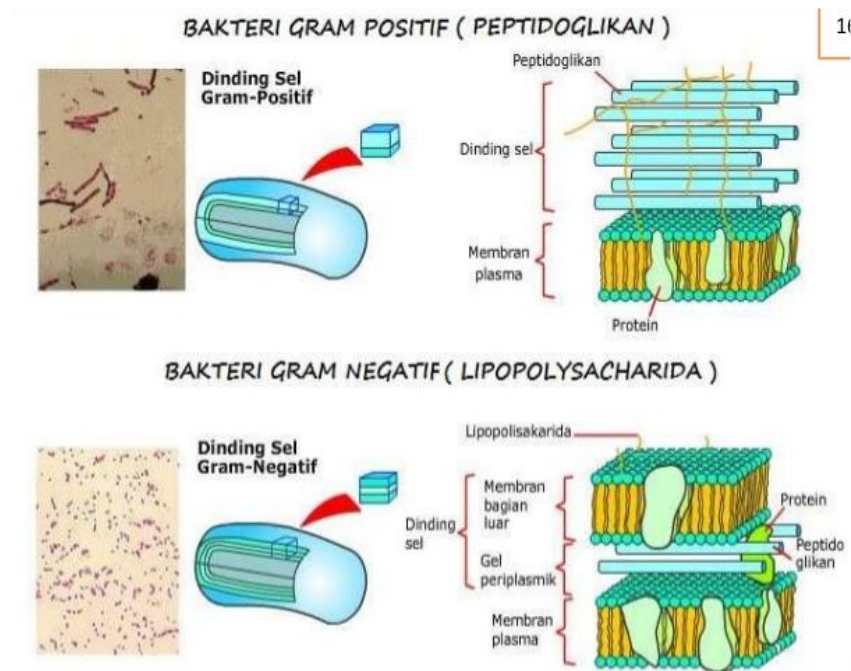 BAKTERI GRAM POSITIF ( PEPTIDOGLIKAN )
16
Dinding Sel
Gram-Positif
Peptidoglikan
Dinding sel
Membran
plasma
Protein
BAKTERI GRAM NEGATIF ( LIPOPOLYSACHARIDA )
Dinding Sel
Gram-Negatif
Lipopolisakarida
Membran
bagian
luar
Dinding
sel
Gel
periplasmik
Membran
plasma
Protein
Peptido
glikan